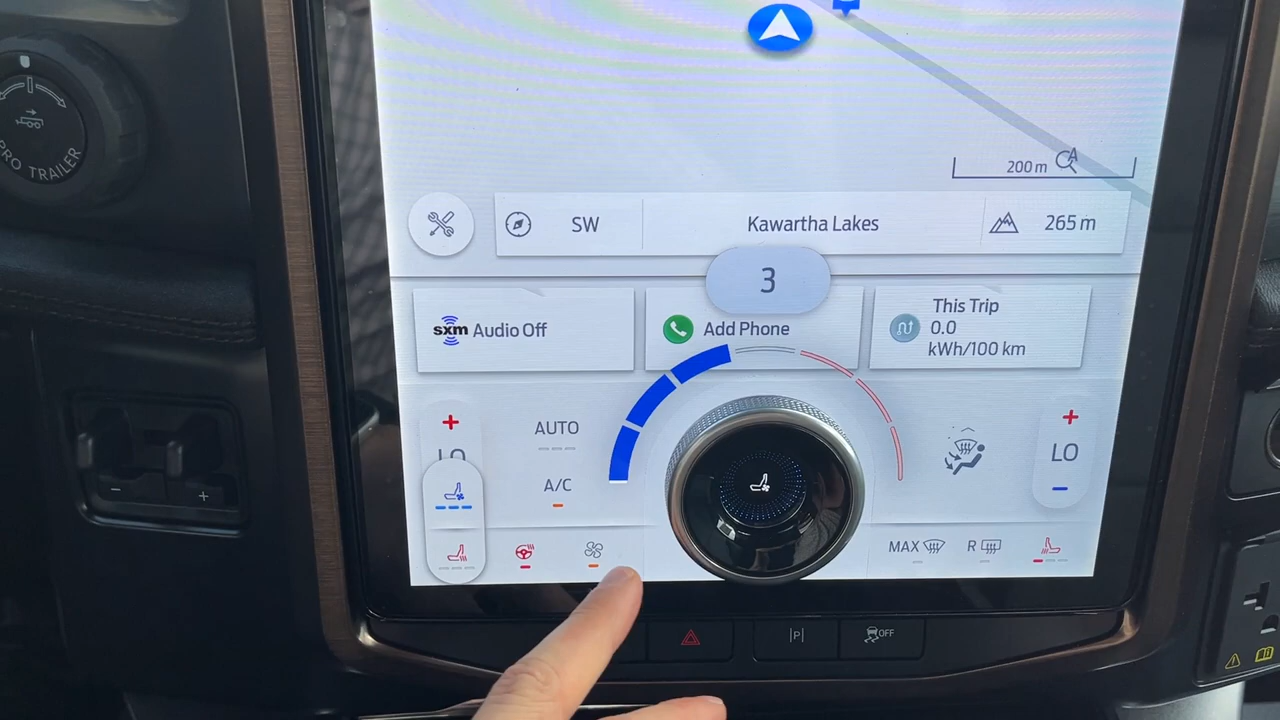 200 m
SW
Kawartha Lakes
265 m
3
sxm Audio Off
Add Phone
This Trip
0.0
kWh/100 km
PRO TRAILER
AUTO
LO
A/C
LO
MAX
R
|P|
OFF